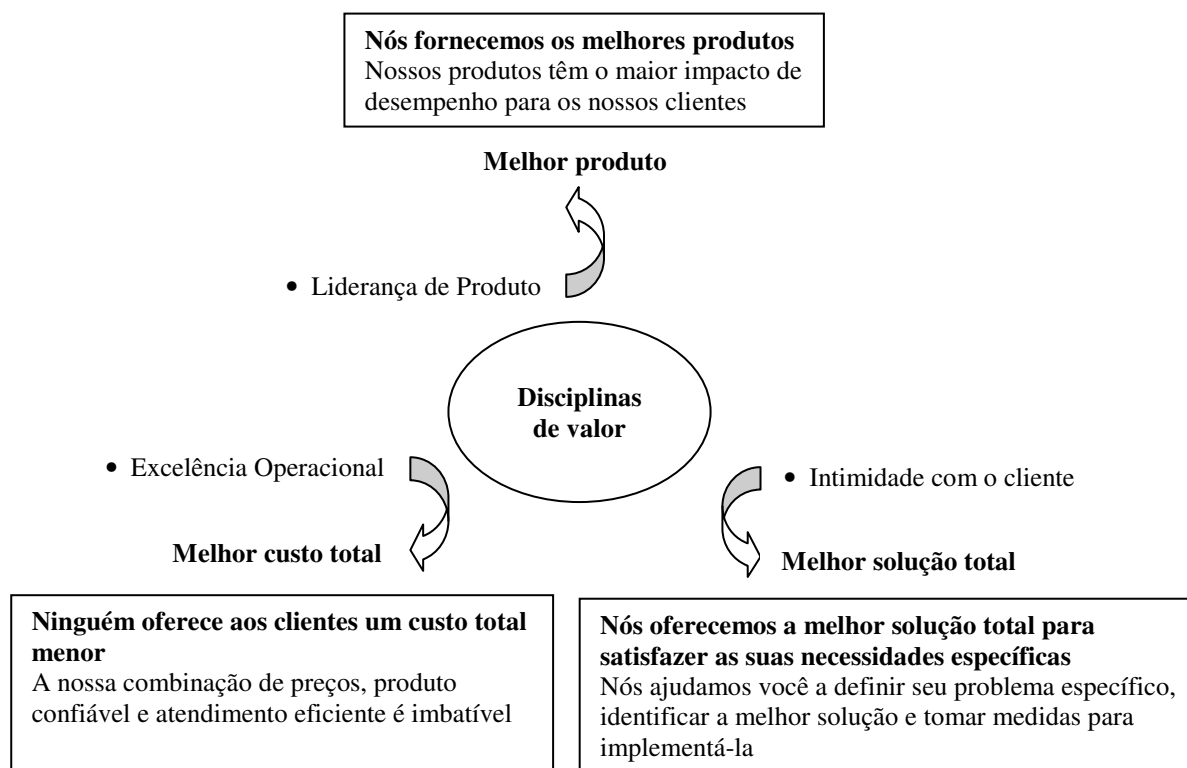 Nós fornecemos os melhores produtos
Nossos produtos têm o maior impacto de
desempenho para os nossos clientes
Melhor produto
• Liderança de Produto
Disciplinas
de valor
• Excelência Operacional
• Intimidade com o cliente
Melhor custo total
Melhor solução total
Ninguém oferece aos clientes um custo total
menor
A nossa combinação de preços, produto
confiável e atendimento eficiente é imbatível
Nós oferecemos a melhor solução total para
satisfazer as suas necessidades específicas
Nós ajudamos você a definir seu problema específico,
identificar a melhor solução e tomar medidas para
implementá-la